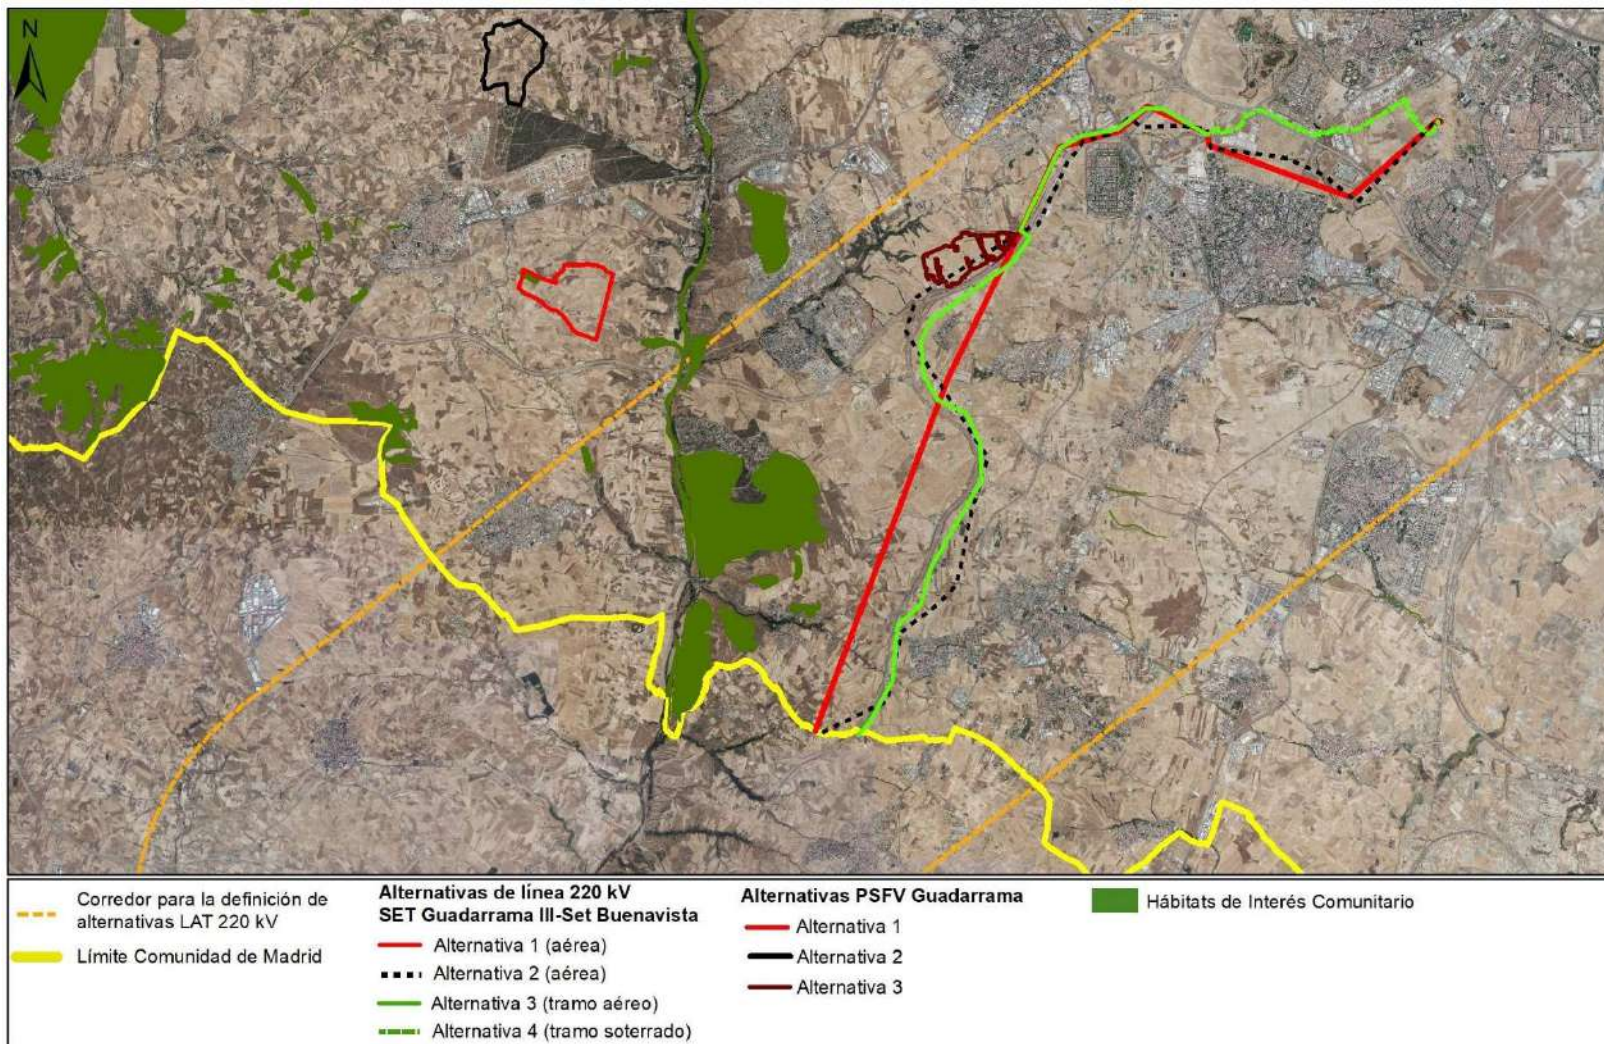 N
Corredor para la definición de
alternativas LAT 220 kV
Límite Comunidad de Madrid
Alternativas de línea 220 kV
SET Guadarrama III-Set Buenavista
Alternativa 1 (aérea)
Alternativa 2 (aérea)
Alternativa 3 (tramo aéreo)
Alternativa 4 (tramo soterrado)
Alternativas PSFV Guadarrama
Alternativa 1
Alternativa 2
Alternativa 3
Hábitats de Interés Comunitario